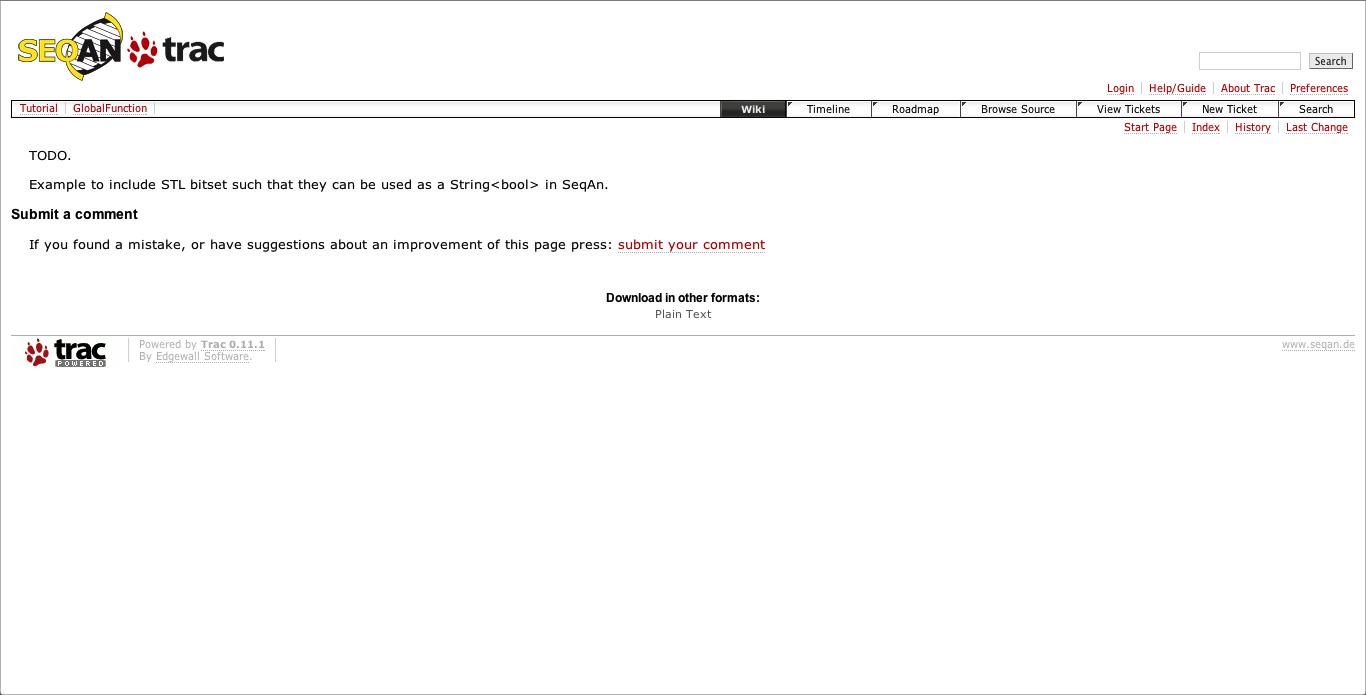 SEQAN trac
Search
Login Help/Guide About Trac Preferences
Tutorial GlobalFunction Wiki Timeline Roadmap Browse Source View Tickets New Ticket Search
Start Page Index History Last Change
TODO.
Example to include STL bitset such that they can be used as a String<bool> in SeqAn.
Submit a comment
If you found a mistake, or have suggestions about an improvement of this page press: submit your comment
Download in other formats:
Plain Text
trac POWERED
Powered by Trac 0.11.1
By Edgewall Software.
www.seqan.de